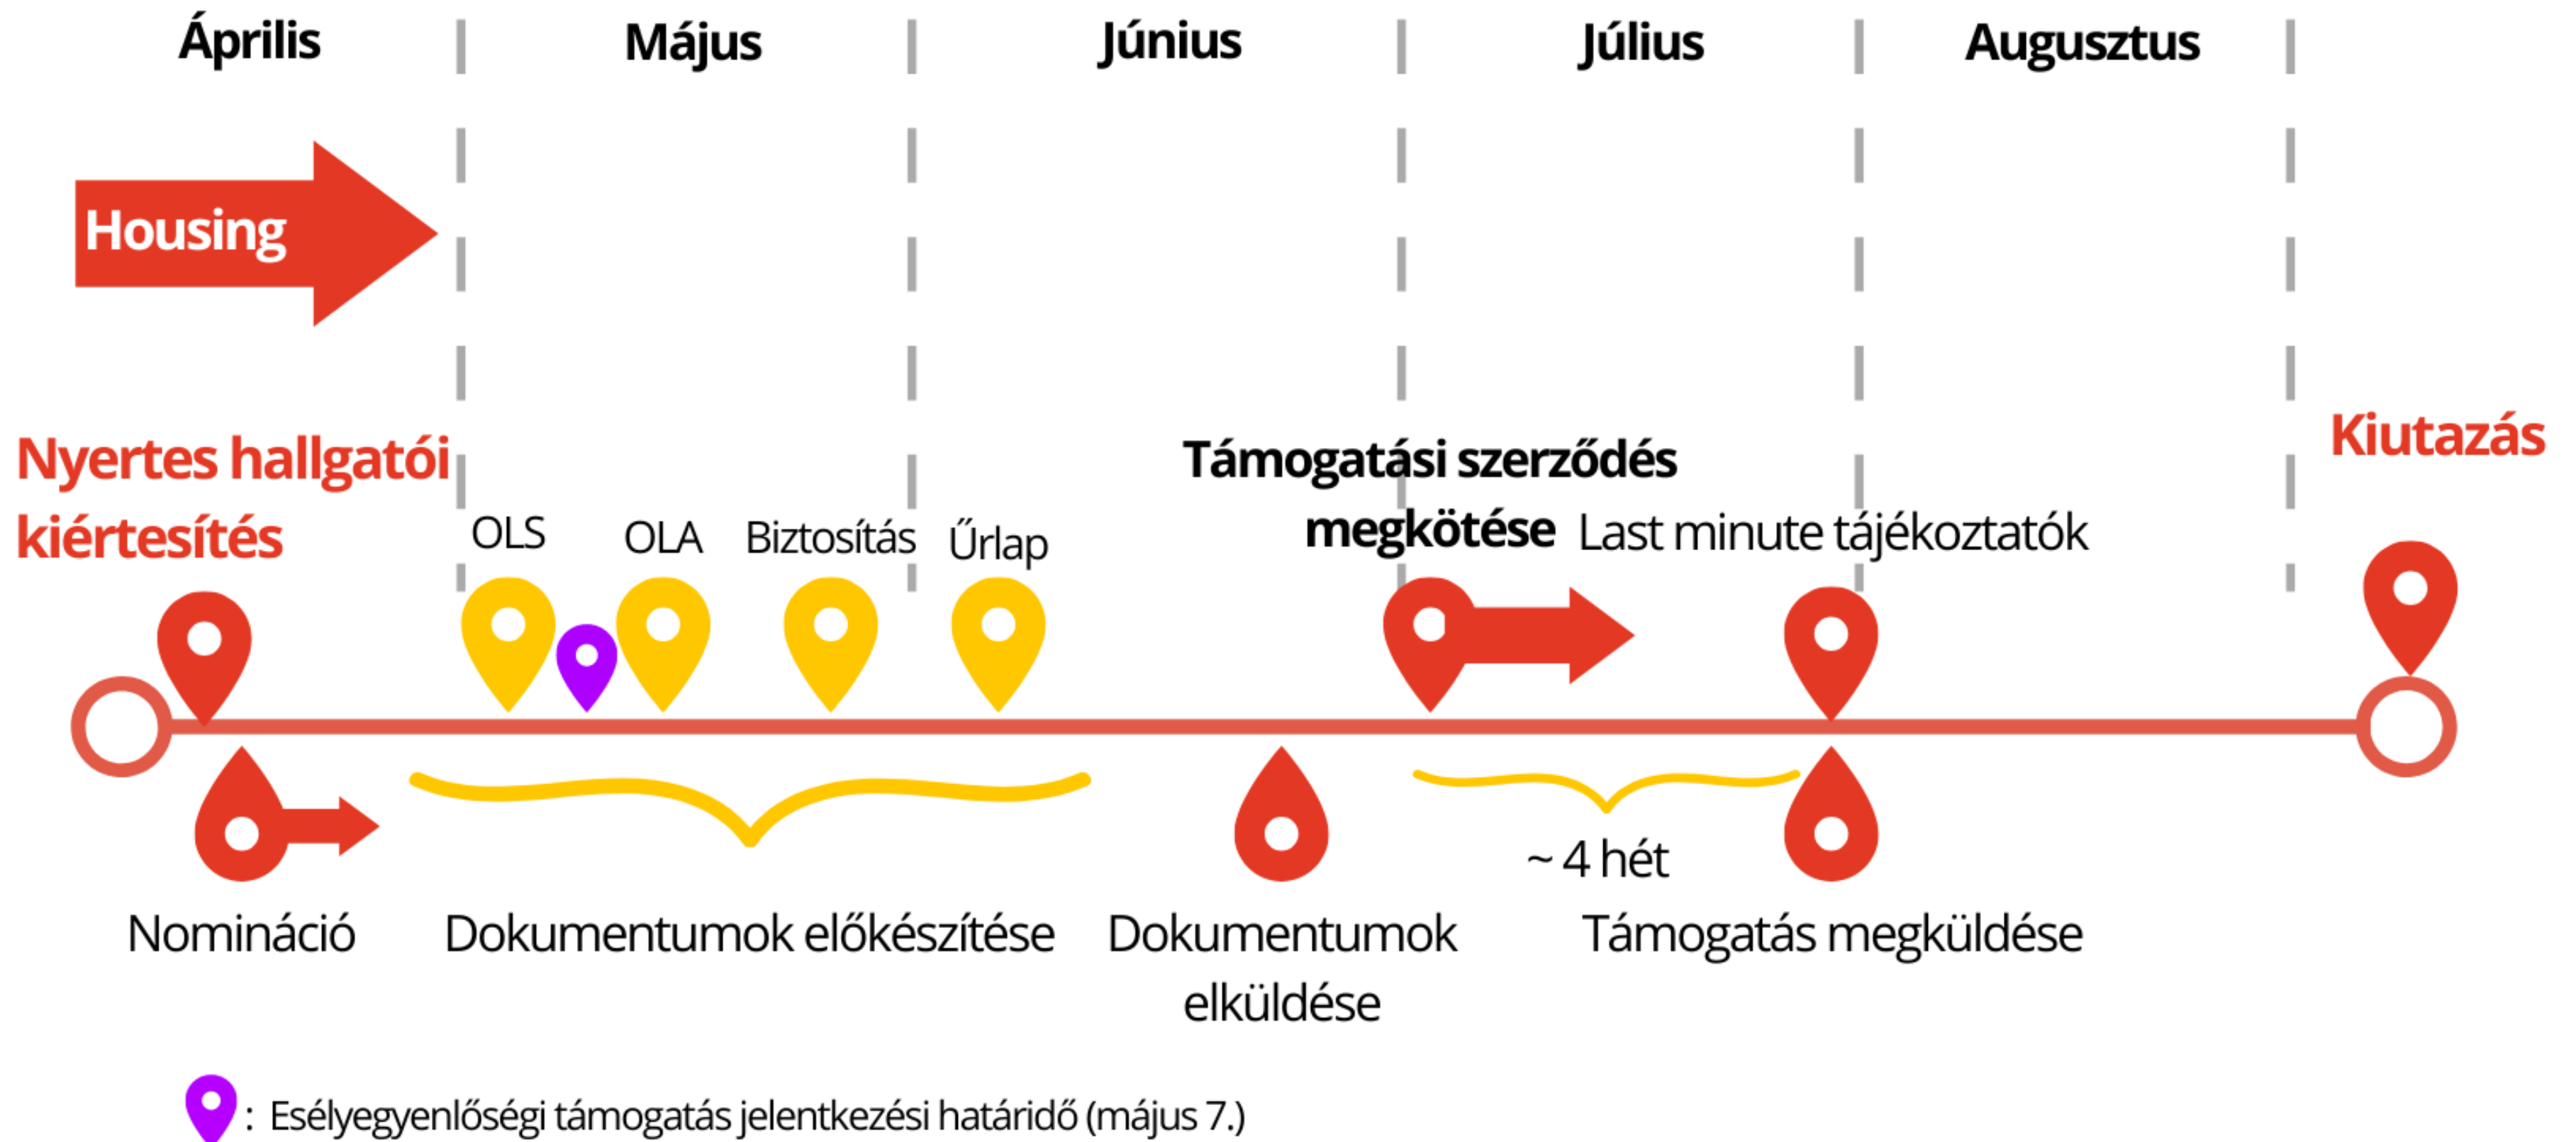 Április
Május
Június
Július
Augusztus
Housing
Nyertes hallgatói
kiértesítés
OLS
OLA
Biztosítás
Űrlap
Támogatási szerződés
megkötése
Last minute tájékoztatók
Kiutazás
Nomináció
Dokumentumok előkészítése
Dokumentumok
elküldése
~ 4 hét
Támogatás megküldése
: Esélyegyenlőségi támogatás jelentkezési határidő (május 7.)